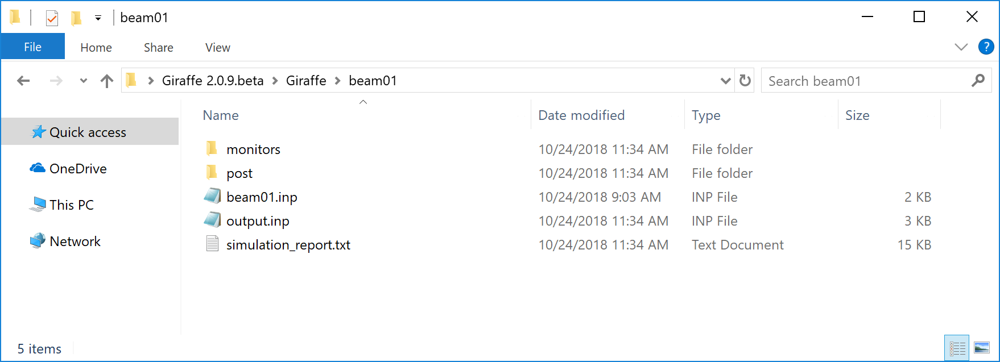 beam01
File Home Share View ?
Giraffe 2.0.9.beta > Giraffe > beam01 Search beam01
Name Date modified Type Size
Quick access
OneDrive
This PC
Network
monitors 10/24/2018 11:34 AM File folder
post 10/24/2018 11:34 AM File folder
beam01.inp 10/24/2018 9:03 AM INP File 2 KB
output.inp 10/24/2018 11:34 AM INP File 3 KB
simulation_report.txt 10/24/2018 11:34 AM Text Document 15 KB
5 items